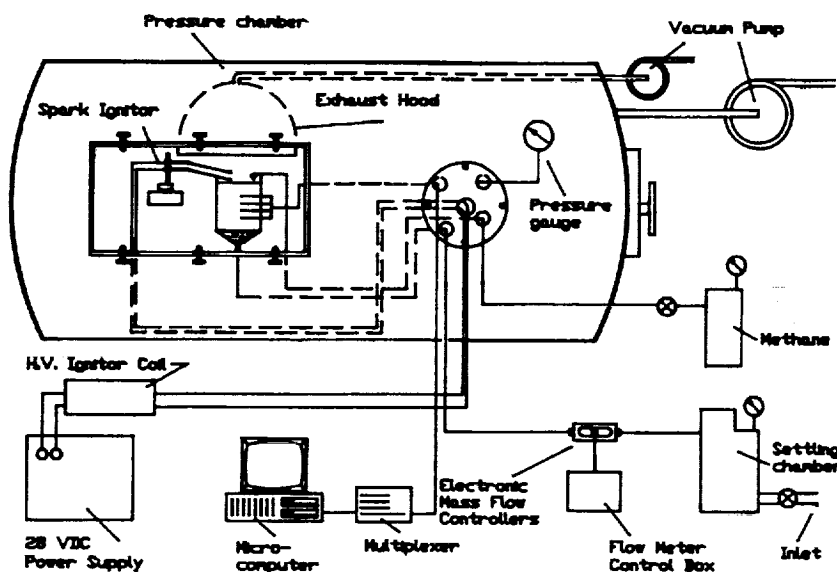 Pressure chamber
Vacuum Pump
Spark Ignitor
Exhaust Hood
Pressure
gauge
Methane
H.V. Ignitor Coil
Settling
chamber
Electronic
Mass Flow
Controllers
28 VDC
Power Supply
Micro-
computer
Multiplexer
Flow Meter
Control Box
Inlet